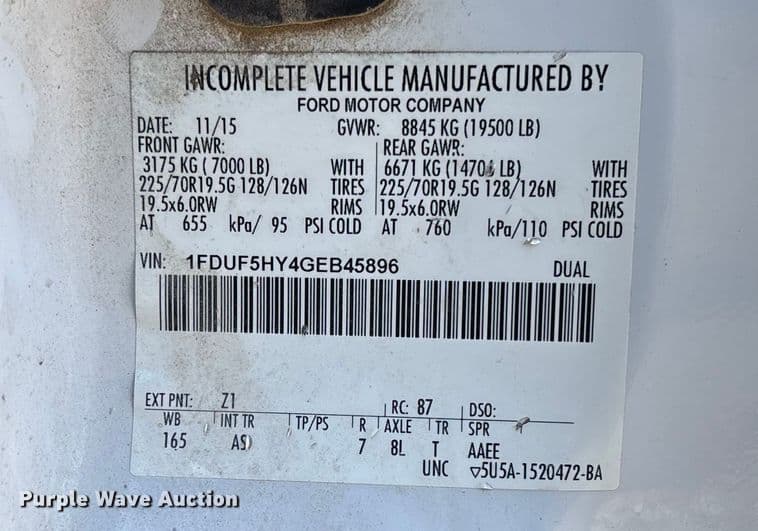 INCOMPLETE VEHICLE MANUFACTURED BY
FORD MOTOR COMPANY
DATE: 11/15 GVWR: 8845 KG (19500 LB)
FRONT GAWR: REAR GAWR:
3175 KG ( 7000 LB) WITH 6671 KG (14706 LB) WITH
225/70R19.5G 128/126N TIRES 225/70R19.5G 128/126N TIRES
19.5x6.0RW RIMS 19.5x6.0RW RIMS
AT 655 kPa/ 95 PSI COLD AT 760 kPa/110 PSI COLD
VIN: 1FDUF5HY4GEB45896 DUAL
EXT PNT: Z1 RC: 87 DSO:
WB INT TR TP/PS R AXLE TR SPR
165 AS 7 8L T AAEE
UNC ▽5U5A-1520472-BA
Purple Wave Auction